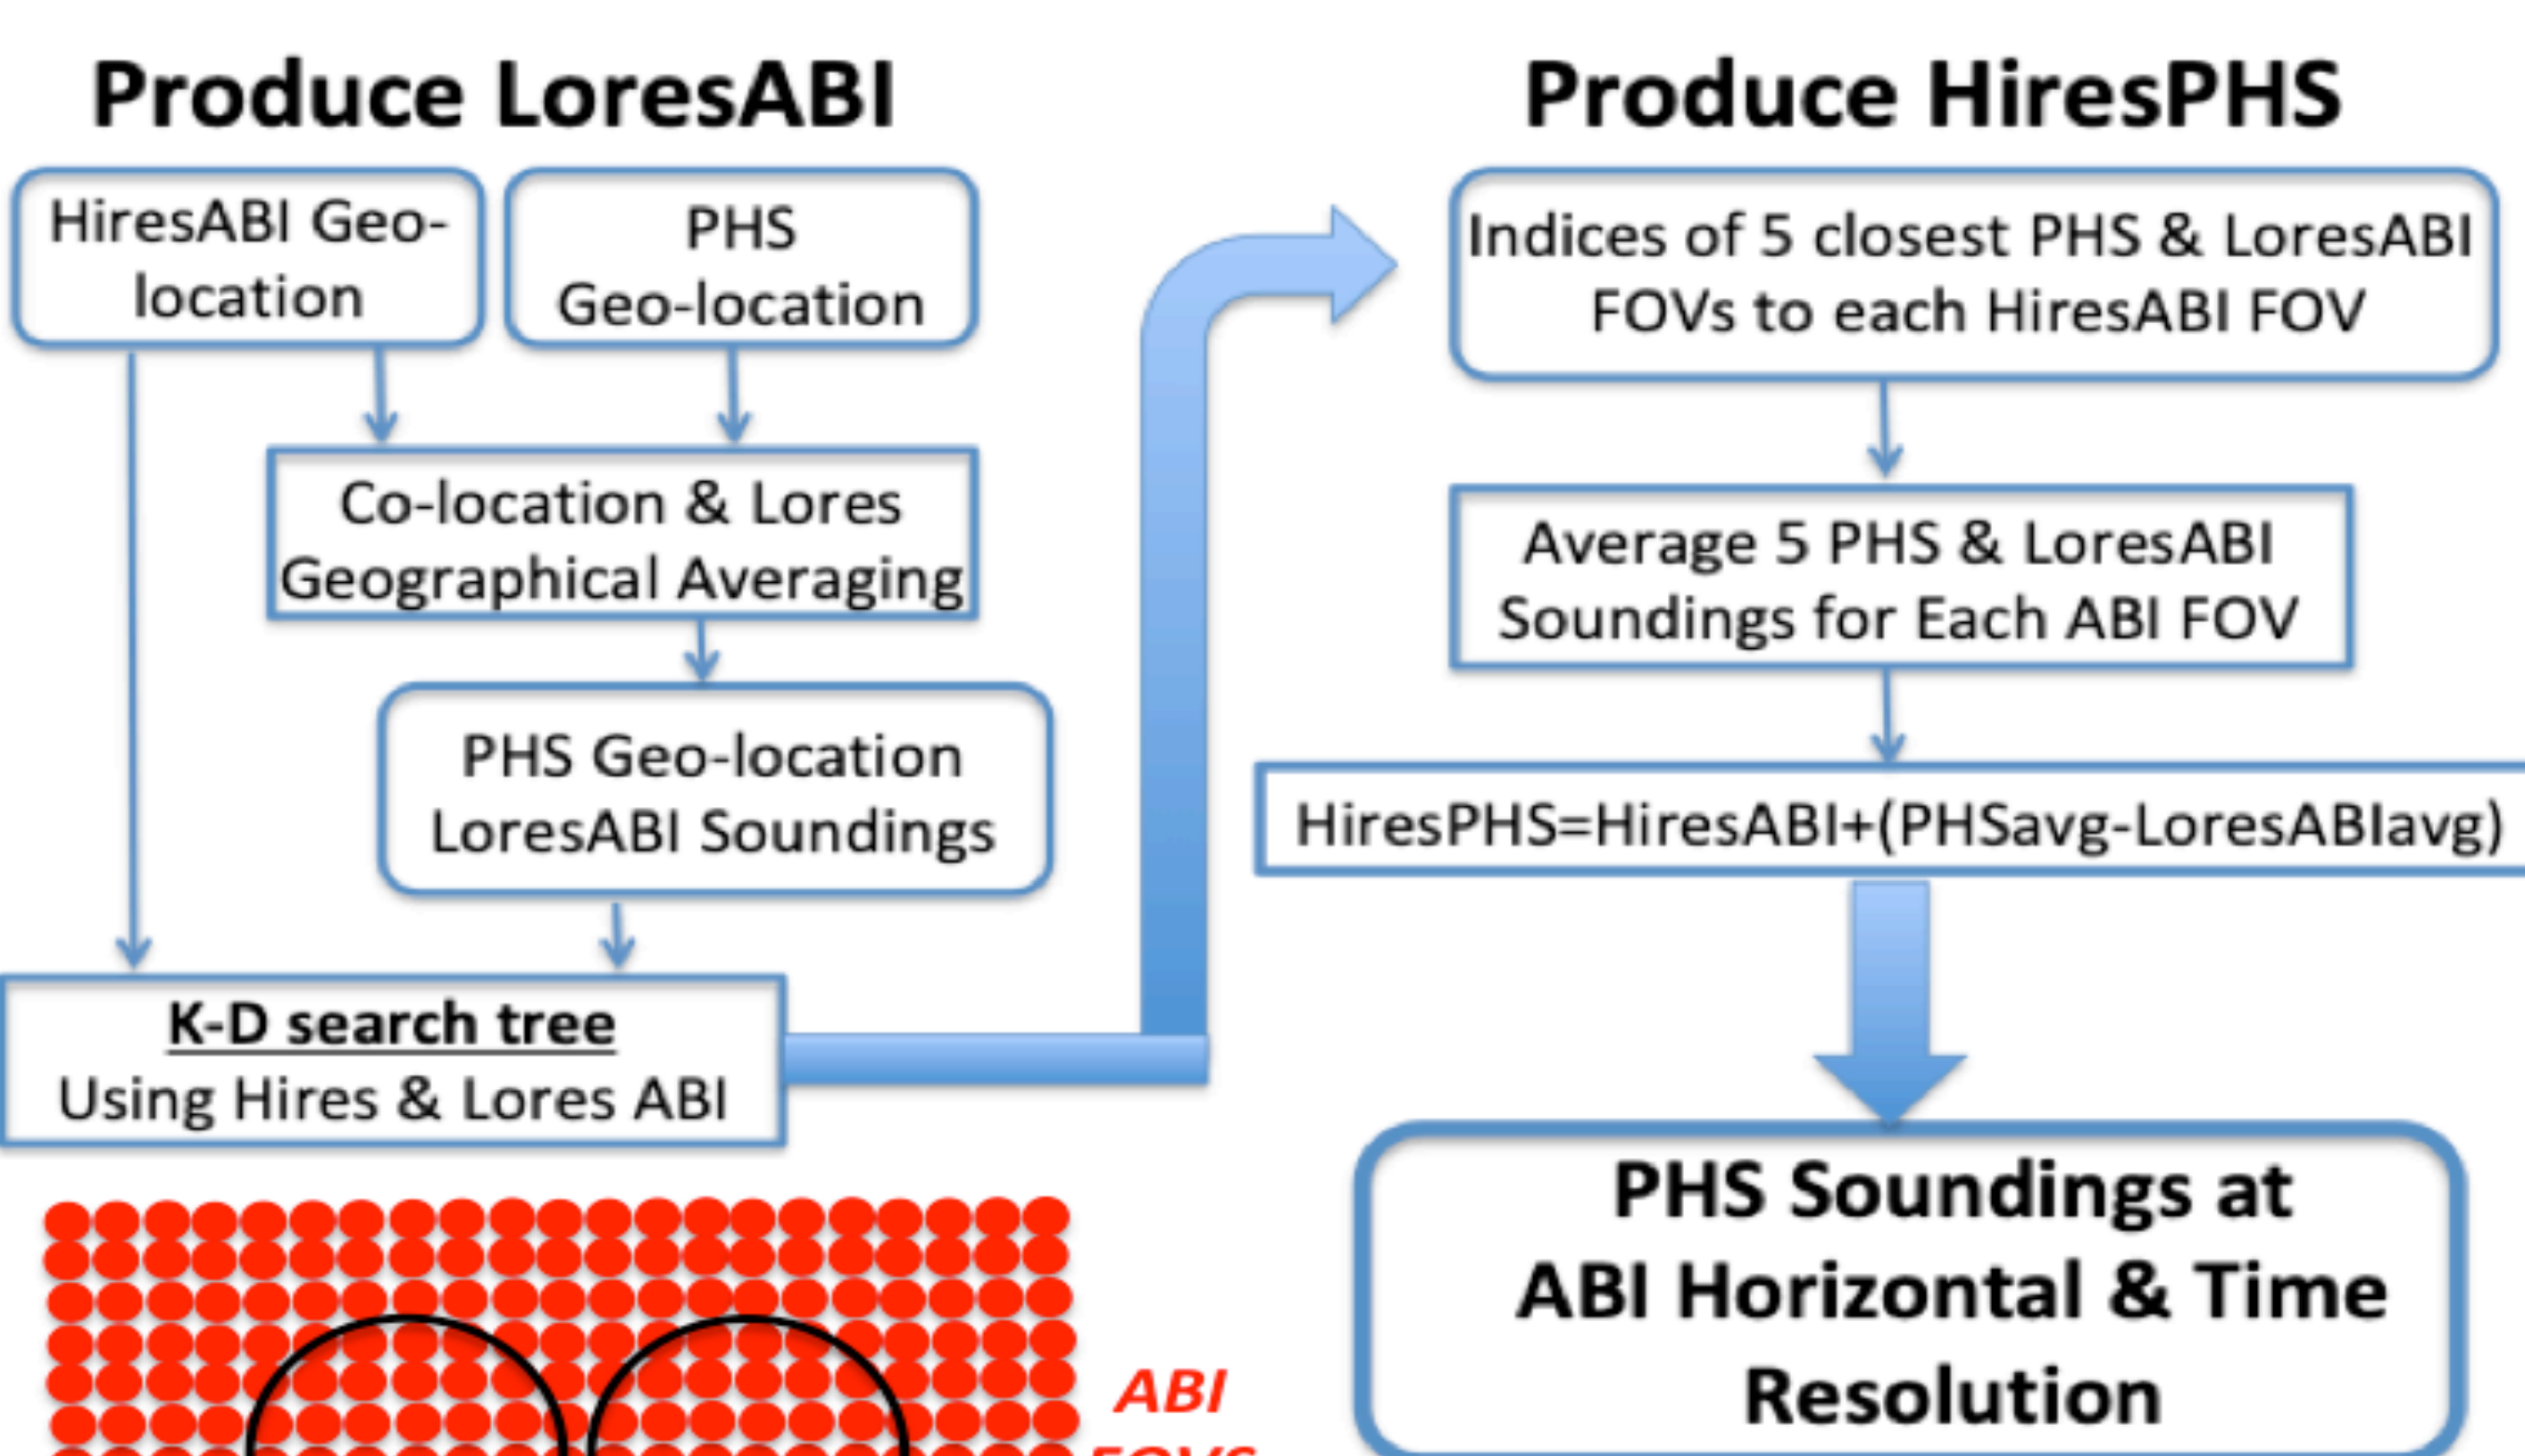 Produce LoresABI
HiresABI Geo-
location
PHS
Geo-location
Co-location & Lores
Geographical Averaging
PHS Geo-location
LoresABI Soundings
K-D search tree
Using Hires & Lores ABI
ABI
FOVS
Produce HiresPHS
Indices of 5 closest PHS & LoresABI
FOVs to each HiresABI FOV
Average 5 PHS & LoresABI
Soundings for Each ABI FOV
HiresPHS=HiresABI+(PHSavg-LoresABIavg)
PHS Soundings at
ABI Horizontal & Time
Resolution